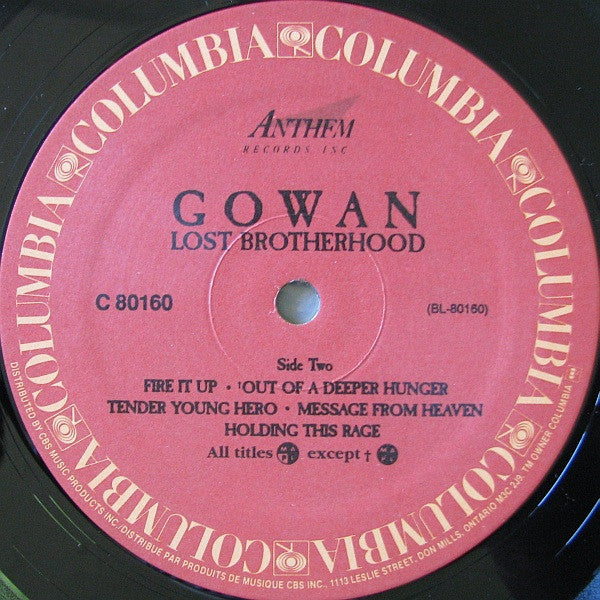 COLUMBIA COLUMBIA COLUMBIA COLUMBIA COLUMBIA COLUMBIA
ANTHEM
RECORDS, INC
GOWAN
LOST BROTHERHOOD
C 80160
(BL-80160)
Side Two
FIRE IT UP • †OUT OF A DEEPER HUNGER
TENDER YOUNG HERO • MESSAGE FROM HEAVEN
HOLDING THIS RAGE
All titles except †
DISTRIBUTED BY CBS MUSIC PRODUCTS INC./DISTRIBUE PAR PRODUITS DE MUSIQUE CBS INC., 1113 LESLIE STREET, DON MILLS, ONTARIO M3C 2J9. TM OWNER COLUMBIA